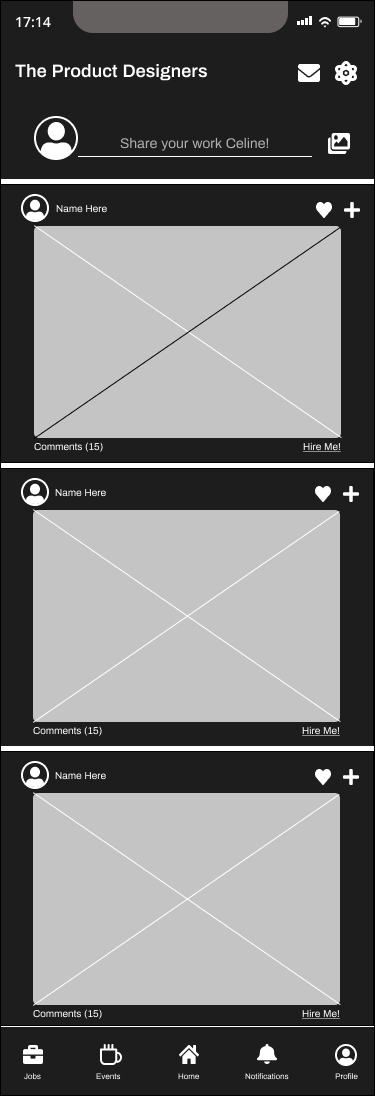 17:14
The Product Designers
Share your work Celine!
Name Here
Comments (15)
Hire Me!
Name Here
Comments (15)
Hire Me!
Name Here
Comments (15)
Hire Me!
Jobs
Events
Home
Notifications
Profile